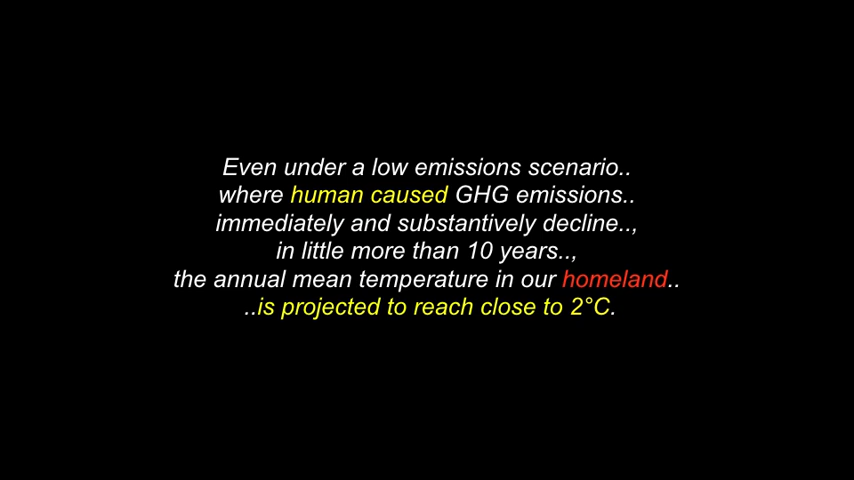 Even under a low emissions scenario..
where human caused GHG emissions..
immediately and substantively decline..,
in little more than 10 years..,
the annual mean temperature in our homeland..
..is projected to reach close to 2°C.